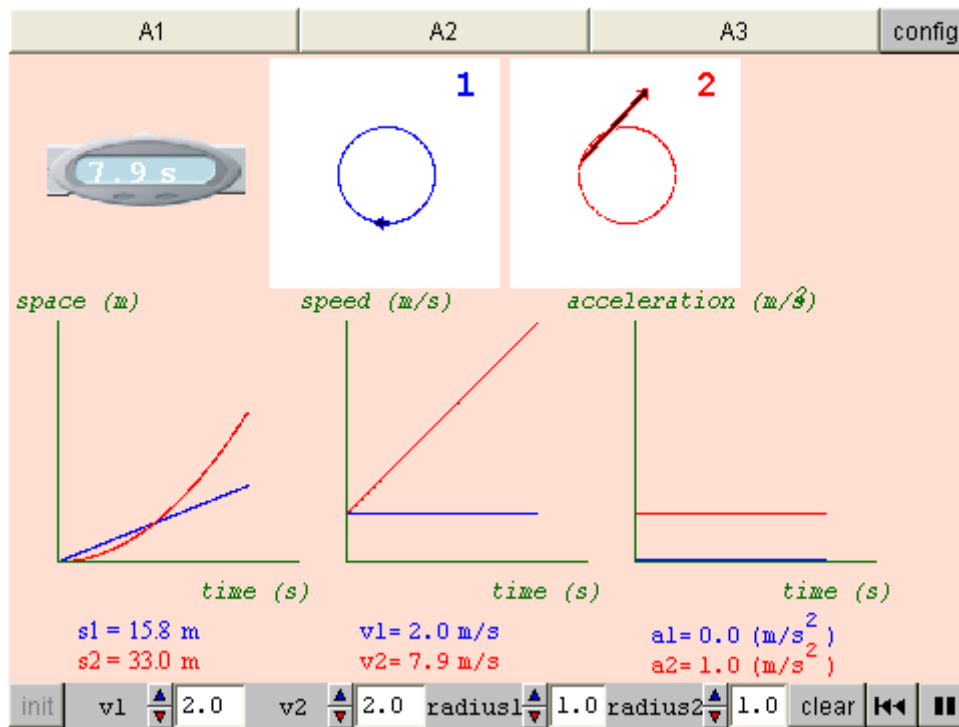 A1 A2 A3 config
1 2
7.9 s
space (m) speed (m/s) acceleration (m/s²)
time (s) time (s) time (s)
s1 = 15.8 m v1= 2.0 m/s a1= 0.0 (m/s²)
s2 = 33.0 m v2= 7.9 m/s a2= 1.0 (m/s²)
init v1 2.0 v2 2.0 radius1 1.0 radius2 1.0 clear